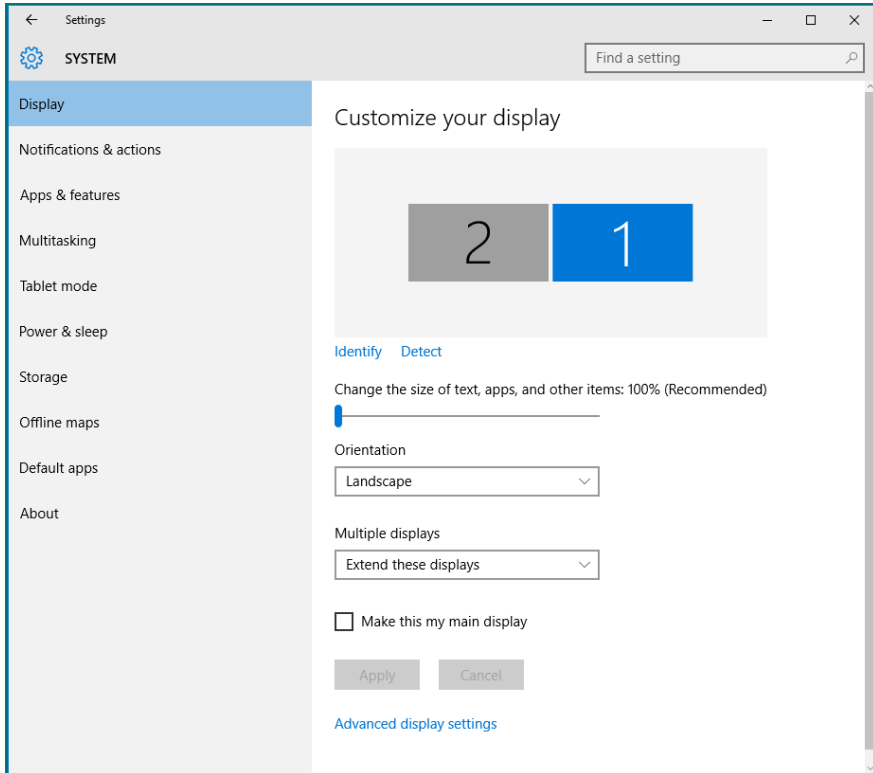 Settings
SYSTEM
Find a setting
Display
Notifications & actions
Apps & features
Multitasking
Tablet mode
Power & sleep
Storage
Offline maps
Default apps
About
Customize your display
2 1
Identify Detect
Change the size of text, apps, and other items: 100% (Recommended)
Orientation
Landscape
Multiple displays
Extend these displays
Make this my main display
Apply Cancel
Advanced display settings